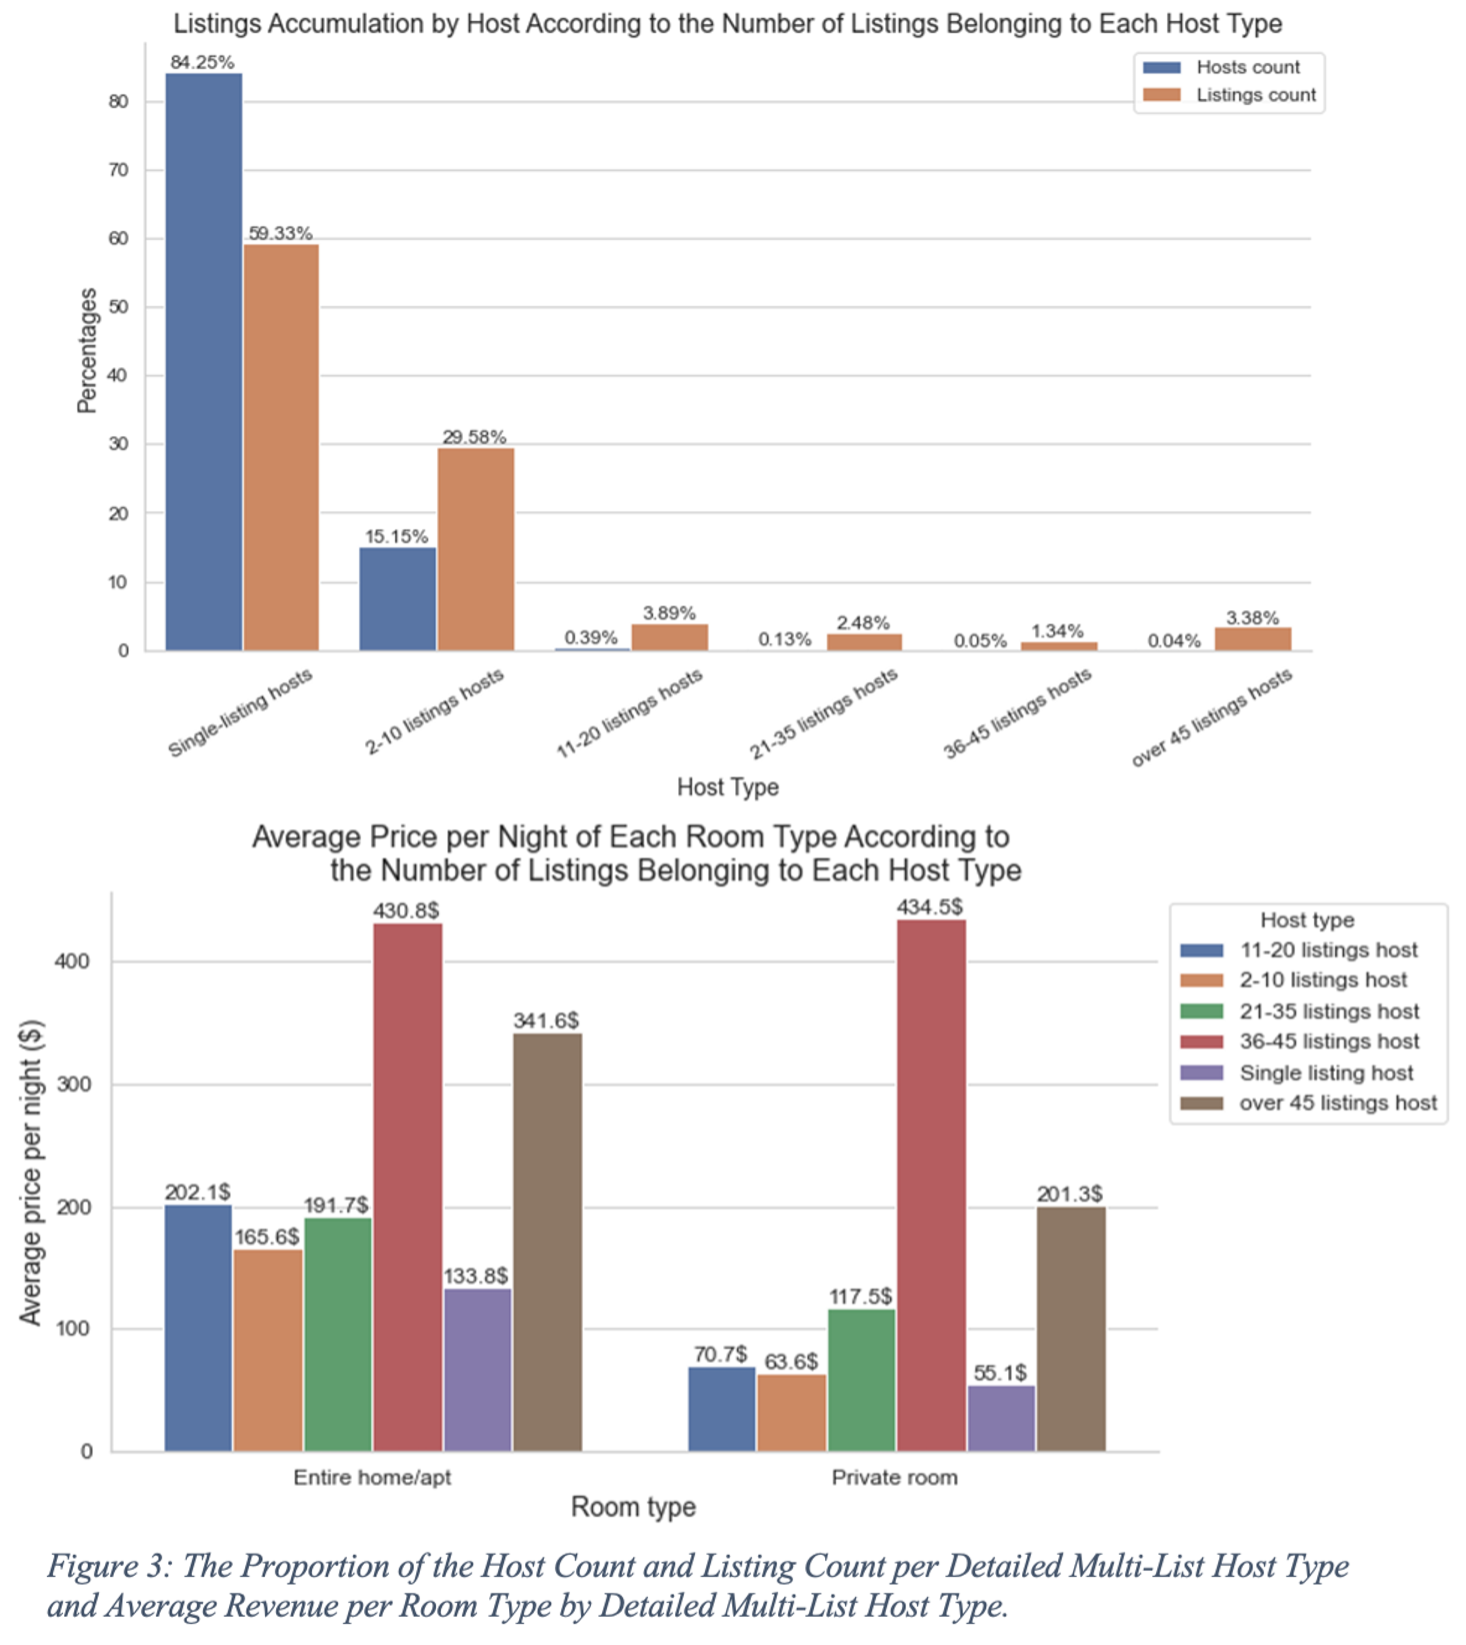 Listings Accumulation by Host According to the Number of Listings Belonging to Each Host Type
84.25%
Hosts count
Listings count
80
70
60
59.33%
Percentages
50
40
30
29.58%
20
15.15%
10
0.39%
3.89%
0.13%
2.48%
0.05%
1.34%
0.04%
3.38%
0
Single-listing hosts
2-10 listings hosts
11-20 listings hosts
21-35 listings hosts
36-45 listings hosts
over 45 listings hosts
Host Type
Average Price per Night of Each Room Type According to
the Number of Listings Belonging to Each Host Type
430.8$
434.5$
Host type
11-20 listings host
2-10 listings host
21-35 listings host
36-45 listings host
Single listing host
over 45 listings host
400
341.6$
Average price per night ($)
300
202.1$
191.7$
201.3$
200
165.6$
133.8$
117.5$
100
70.7$
63.6$
55.1$
0
Entire home/apt
Private room
Room type
Figure 3: The Proportion of the Host Count and Listing Count per Detailed Multi-List Host Type
and Average Revenue per Room Type by Detailed Multi-List Host Type.